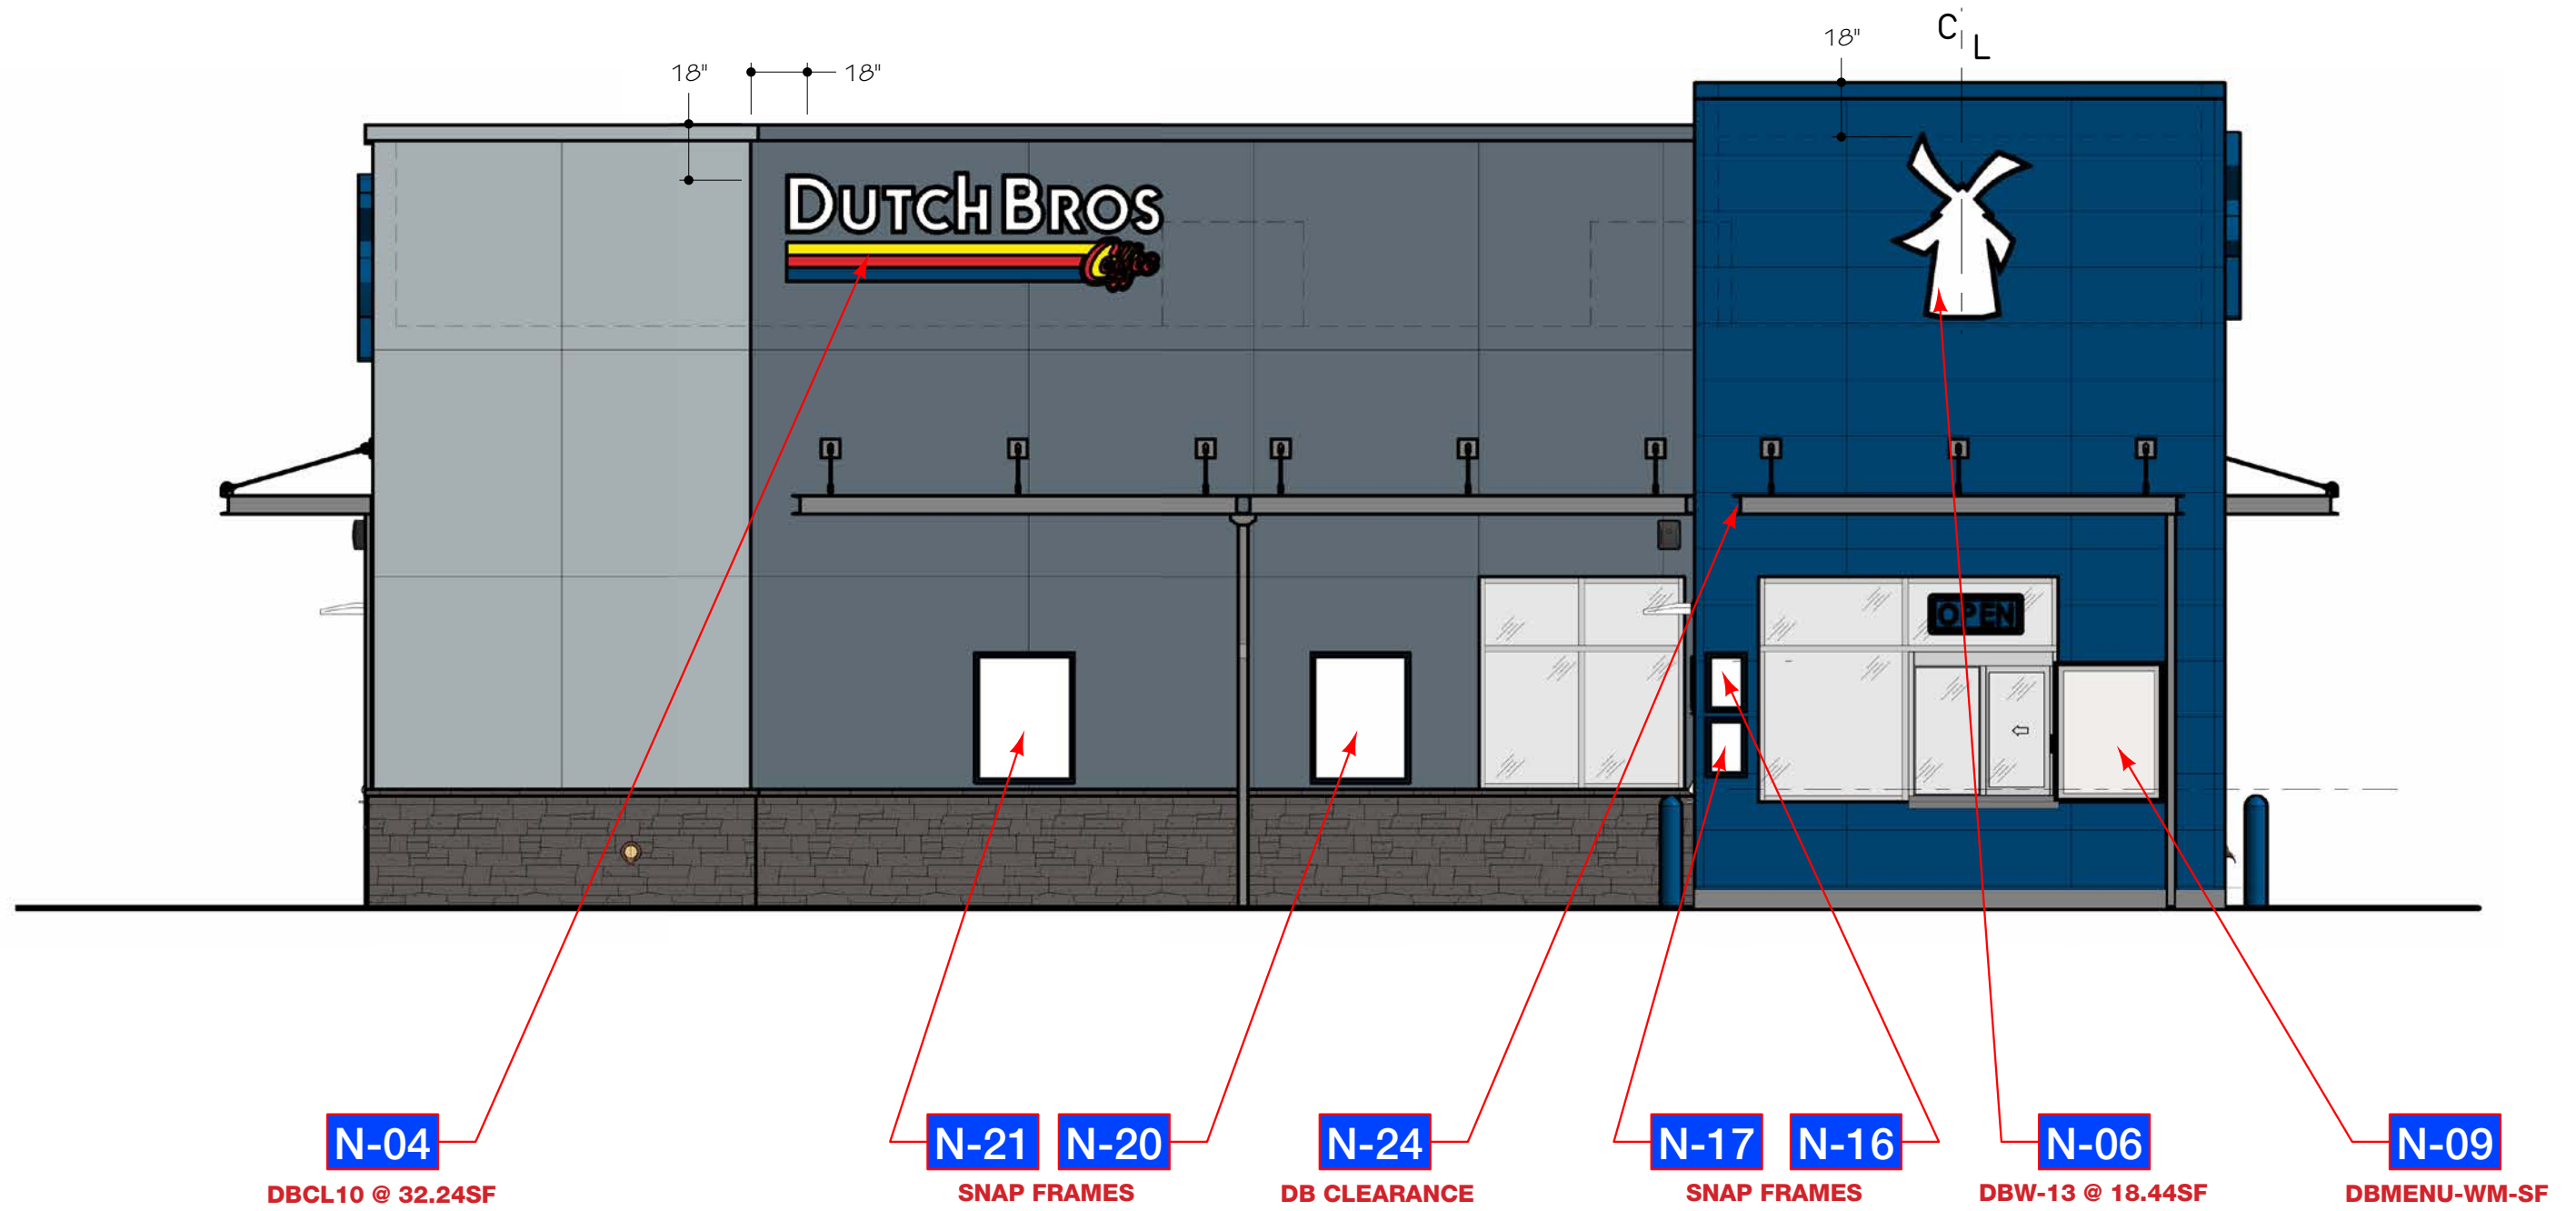 18"
18"
18"
C
L
DUTCH BROS
OPEN
N-04
DBCL10 @ 32.24SF
N-21
N-20
SNAP FRAMES
N-24
DB CLEARANCE
N-17
N-16
SNAP FRAMES
N-06
DBW-13 @ 18.44SF
N-09
DBMENU-WM-SF